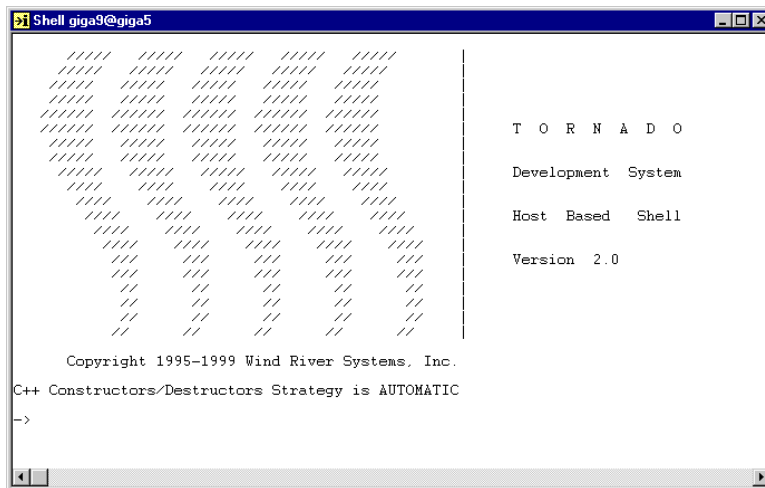 Shell giga9@giga5
///// ///// ///// ///// /////
///// ///// ///// ///// /////
///// ///// ///// ///// /////
///// ///// ///// ///// /////
////// ////// ////// ////// //////
////// ////// ////// ////// ////// T O R N A D O
///// ///// ///// ///// /////
///// ///// ///// ///// /////
///// ///// ///// ///// ///// Development System
//// //// //// //// ////
//// //// //// //// ////
//// //// //// //// //// Host Based Shell
//// //// //// //// ////
//// //// //// //// ////
/// /// /// /// /// Version 2.0
/// /// /// /// ///
// // // // //
// // // // //
// // // // //
// // // // //
Copyright 1995-1999 Wind River Systems, Inc.
C++ Constructors/Destructors Strategy is AUTOMATIC
->